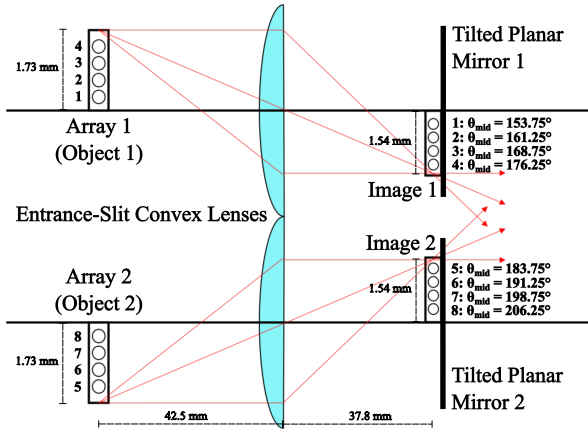 Tilted Planar
Mirror 1
1.73 mm
4
3
2
1
Array 1
(Object 1)
1.54 mm
1: θmid = 153.75°
2: θmid = 161.25°
3: θmid = 168.75°
4: θmid = 176.25°
Image 1
Entrance-Slit Convex Lenses
Image 2
Array 2
(Object 2)
1.54 mm
5: θmid = 183.75°
6: θmid = 191.25°
7: θmid = 198.75°
8: θmid = 206.25°
1.73 mm
8
7
6
5
Tilted Planar
Mirror 2
42.5 mm
37.8 mm